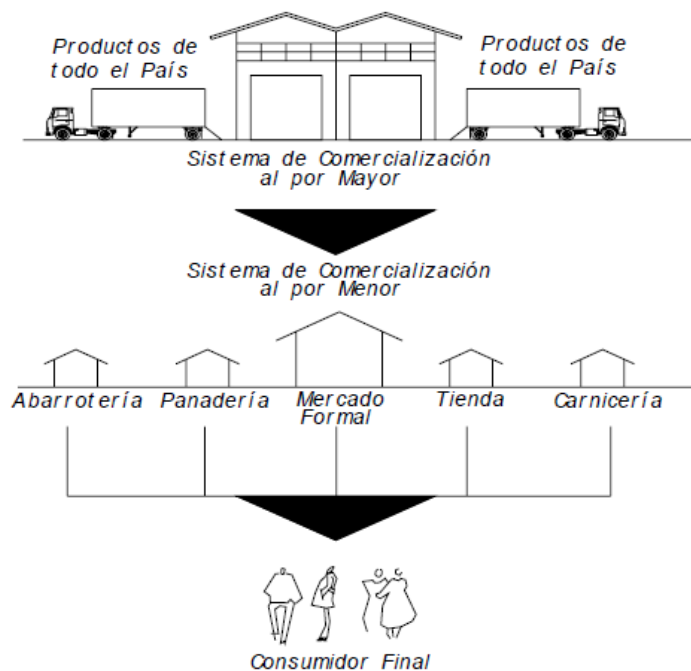 Productos de
todo el País
Productos de
todo el País
Sistema de Comercialización
al por Mayor
Sistema de Comercialización
al por Menor
Abarrotería
Panadería
Mercado
Formal
Tienda
Carnicería
Consumidor Final